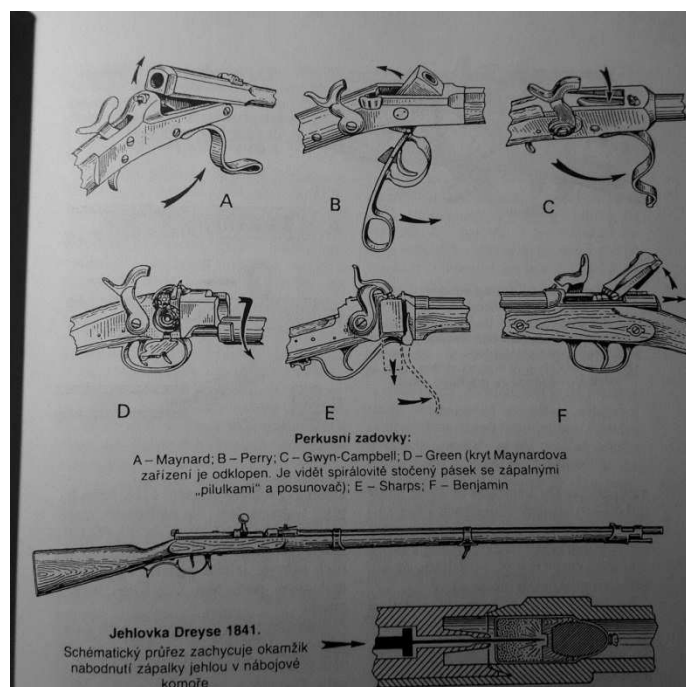 A
B
C
D
E
F
Perkusní zadovky:
A – Maynard; B – Perry; C – Gwyn-Campbell; D – Green (kryt Maynardova
zařízení je odklopen. Je vidět spirálovitě stočený pásek se zápalnými
„pilulkami“ a posunovač); E – Sharps; F – Benjamin
Jehlovka Dreyse 1841.
Schématický průřez zachycuje okamžik
nabodnutí zápalky jehlou v nábojové
komoře